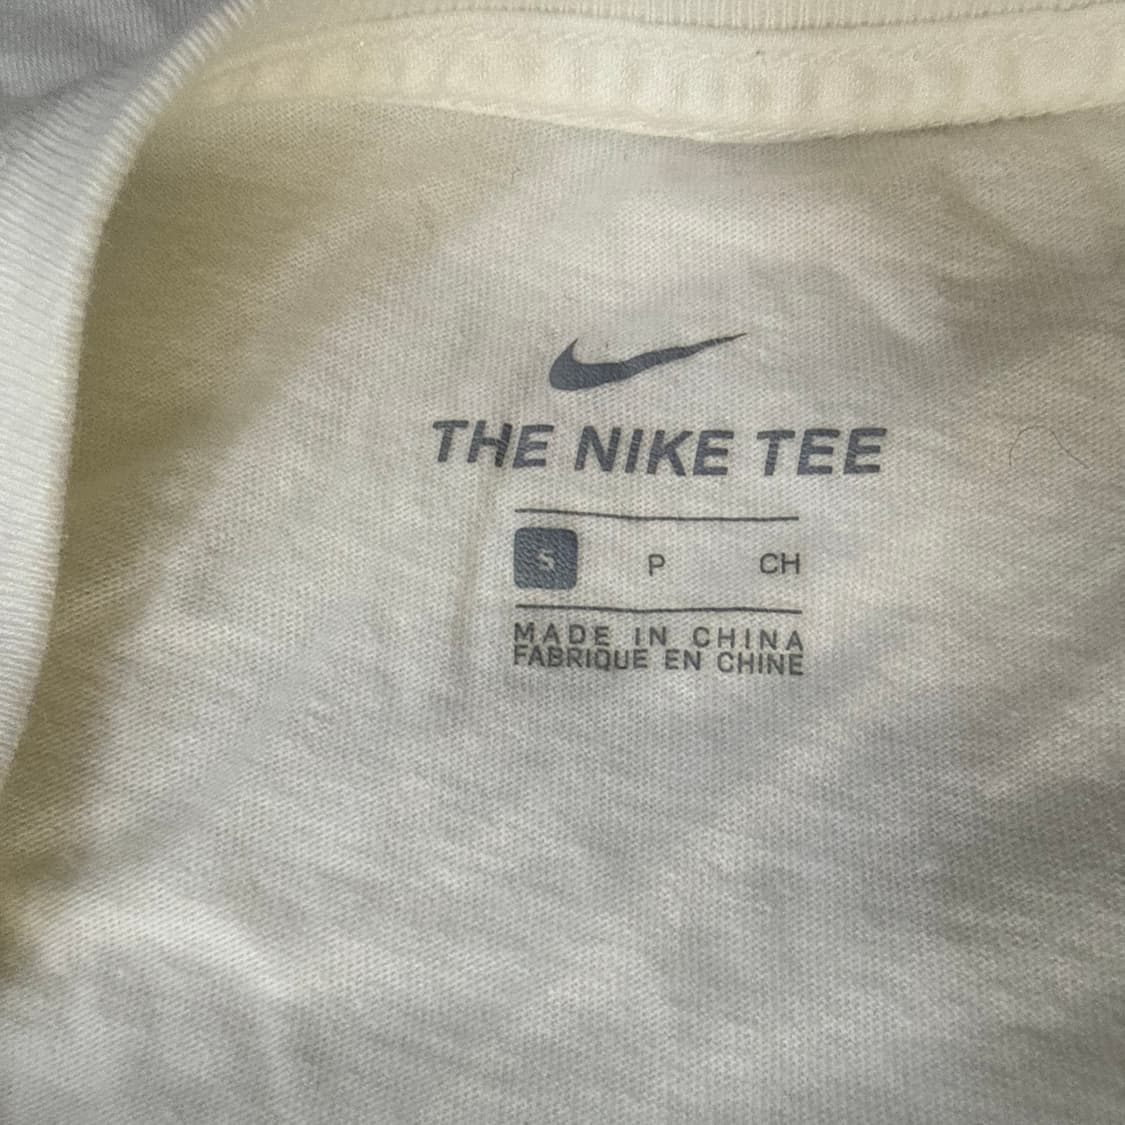 THE NIKE TEE
S P CH
MADE IN CHINA
FABRIQUE EN CHINE